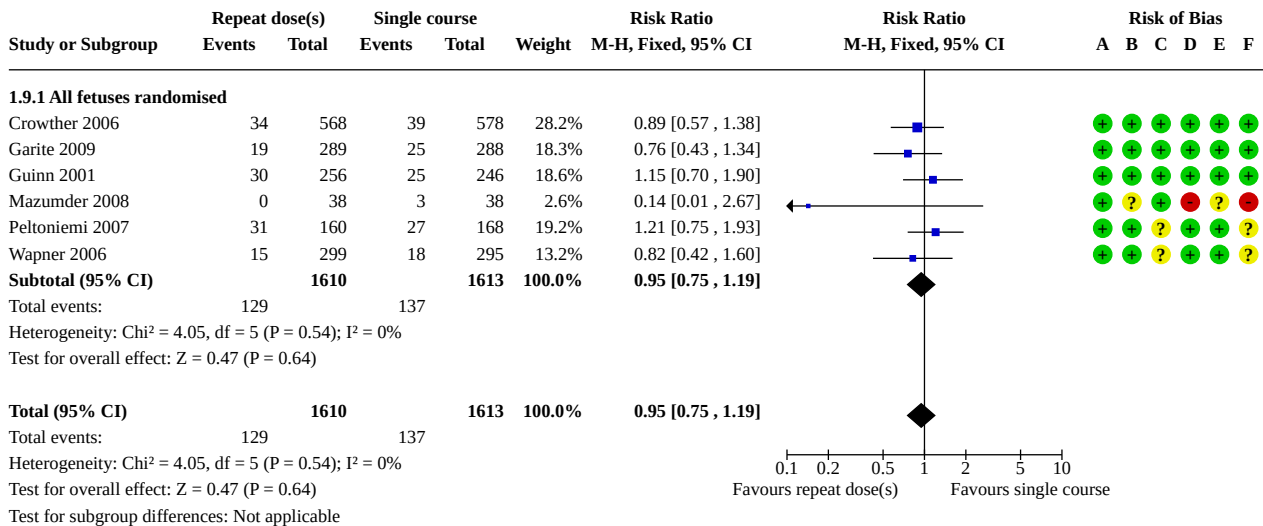 Repeat dose(s) Single course Risk Ratio Risk Ratio Risk of Bias
Study or Subgroup Events Total Events Total Weight M-H, Fixed, 95% CI M-H, Fixed, 95% CI A B C D E F
1.9.1 All fetuses randomised
Crowther 2006 34 568 39 578 28.2% 0.89 [0.57 , 1.38] + + + + + +
Garite 2009 19 289 25 288 18.3% 0.76 [0.43 , 1.34] + + + + + +
Guinn 2001 30 256 25 246 18.6% 1.15 [0.70 , 1.90] + + + + + +
Mazumder 2008 0 38 3 38 2.6% 0.14 [0.01 , 2.67] + ? + - ? -
Peltoniemi 2007 31 160 27 168 19.2% 1.21 [0.75 , 1.93] + + ? + + ?
Wapner 2006 15 299 18 295 13.2% 0.82 [0.42 , 1.60] + + ? + + ?
Subtotal (95% CI) 1610 1613 100.0% 0.95 [0.75 , 1.19]
Total events: 129 137
Heterogeneity: Chi² = 4.05, df = 5 (P = 0.54); I² = 0%
Test for overall effect: Z = 0.47 (P = 0.64)
Total (95% CI) 1610 1613 100.0% 0.95 [0.75 , 1.19]
Total events: 129 137
Heterogeneity: Chi² = 4.05, df = 5 (P = 0.54); I² = 0% 0.1 0.2 0.5 1 2 5 10
Test for overall effect: Z = 0.47 (P = 0.64) Favours repeat dose(s) Favours single course
Test for subgroup differences: Not applicable